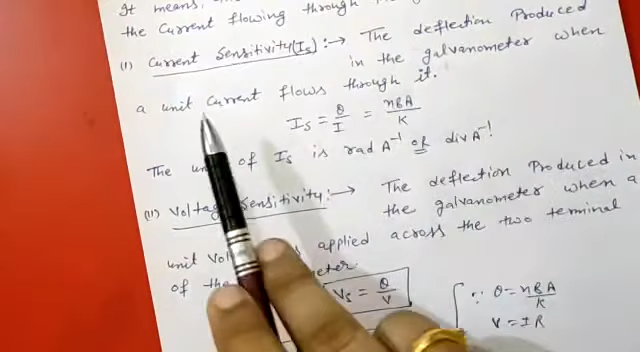 It means,
the current flowing through
(I) Current Sensitivity (Is) :→ The deflection Produced
in the galvanometer when
a unit current flows through it.
Is = θ/I = nBA/K
The of Is is rad A⁻¹ or div A⁻¹!
(II) Voltage Sensitivity :→ The deflection Produced in
the galvanometer when a
unit applied across the two terminal
of the
Vs = θ/V
∵ θ = nBA/K
V = IR